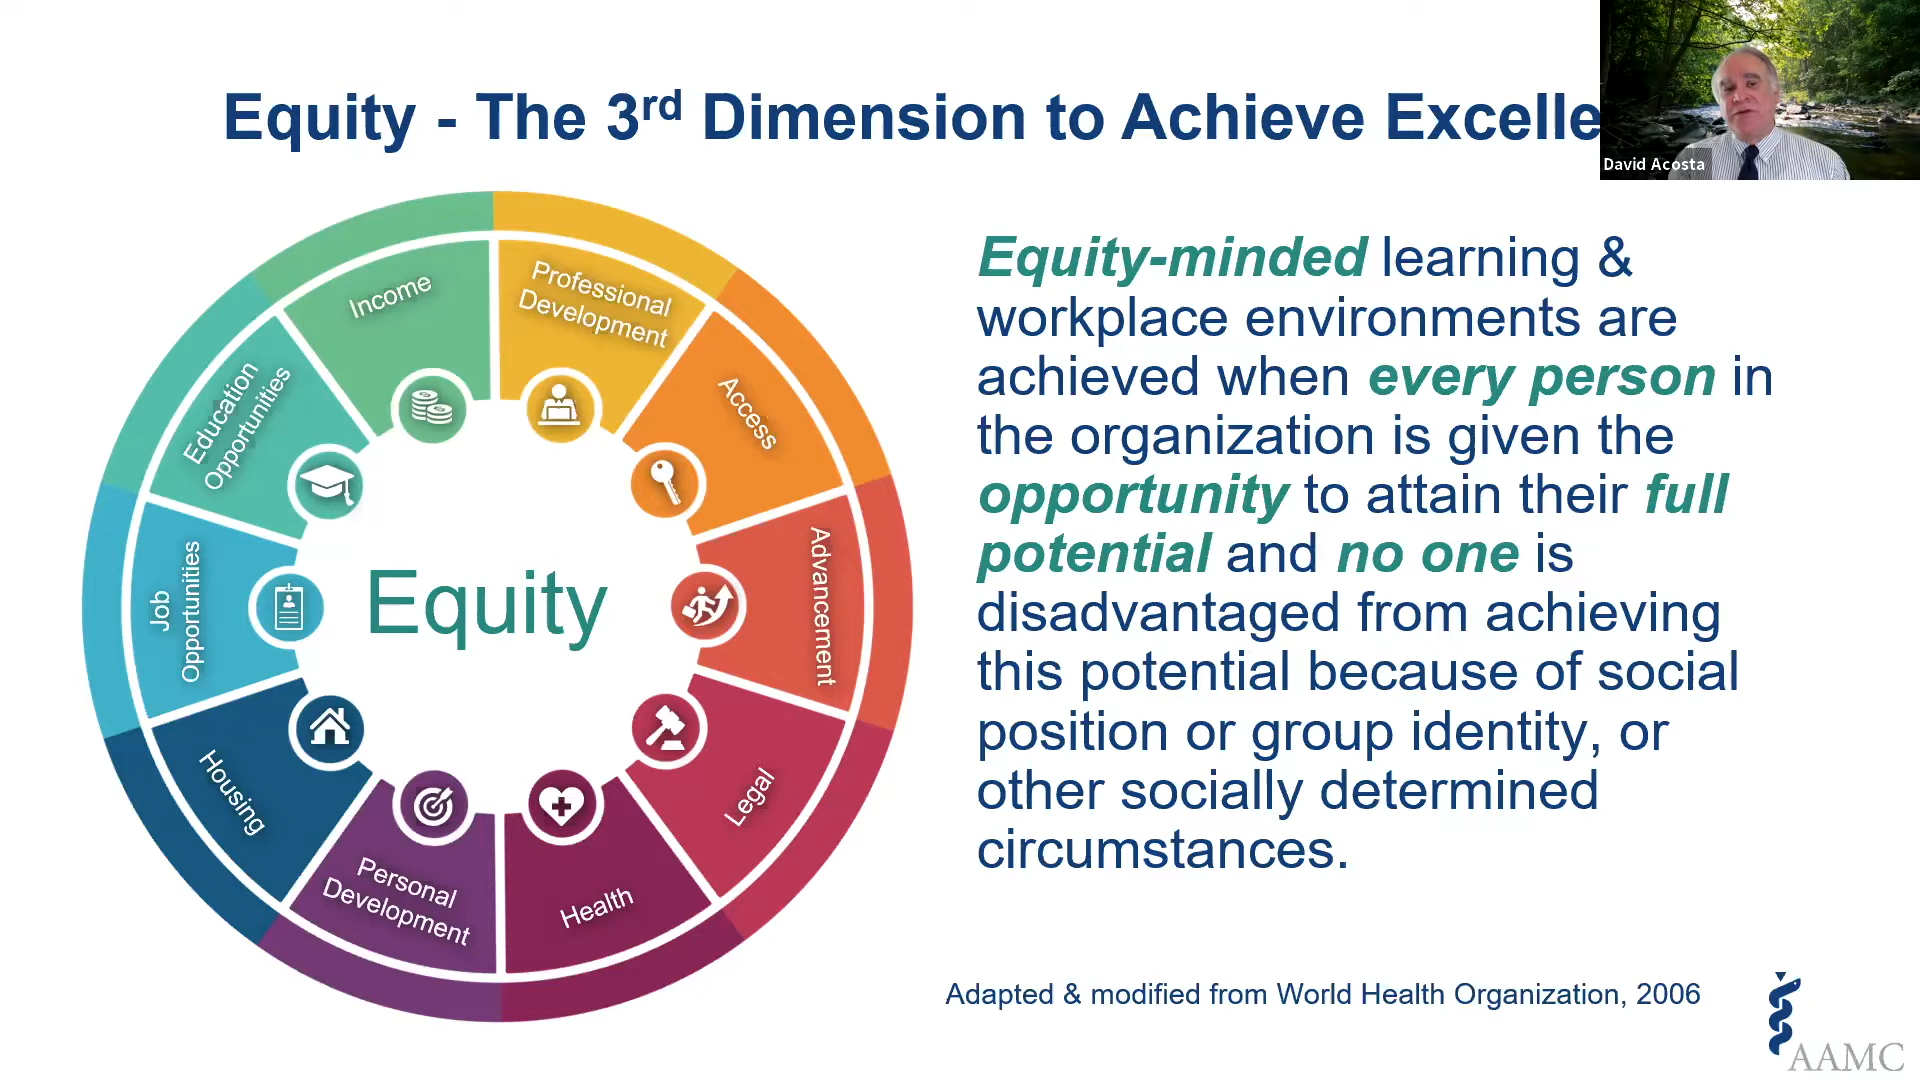 Equity - The 3rd Dimension to Achieve Excelle
David Acosta
Income
Professional
Development
Access
Advancement
Legal
Health
Personal
Development
Housing
Job
Opportunities
Education
Opportunities
Equity
Equity-minded learning &
workplace environments are
achieved when every person in
the organization is given the
opportunity to attain their full
potential and no one is
disadvantaged from achieving
this potential because of social
position or group identity, or
other socially determined
circumstances.
Adapted & modified from World Health Organization, 2006
AAMC